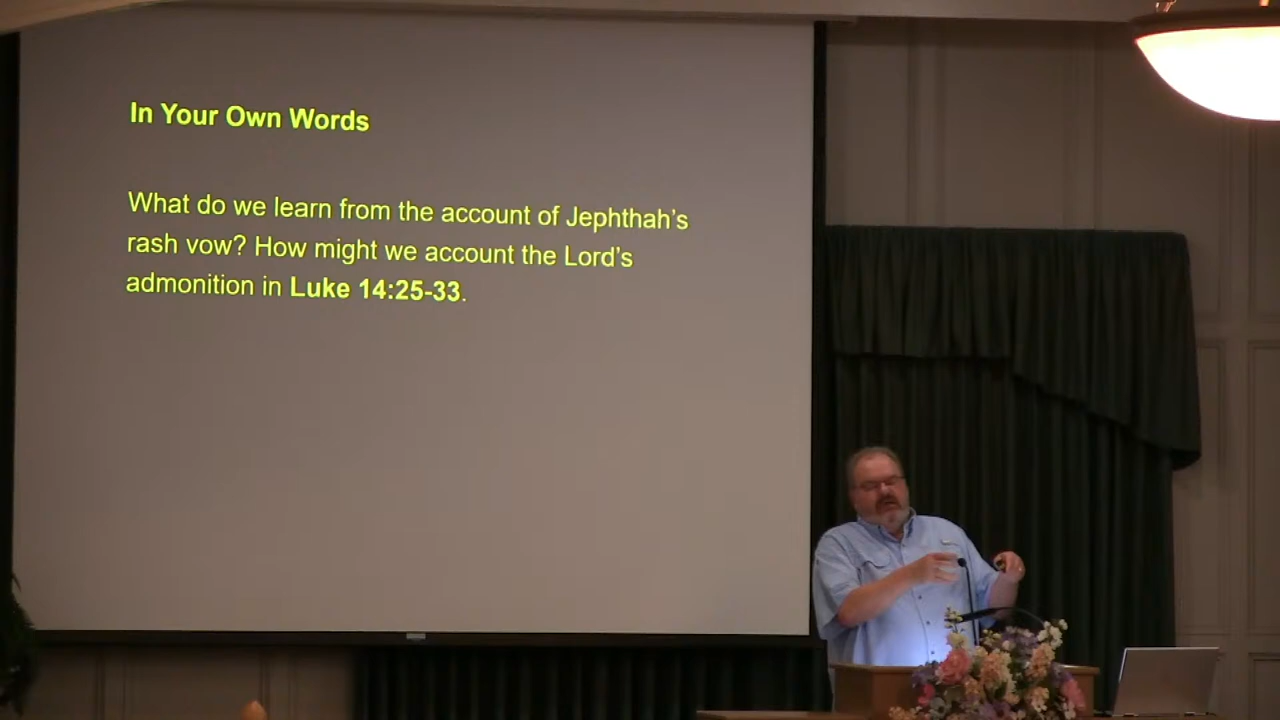 In Your Own Words
What do we learn from the account of Jephthah's
rash vow? How might we account the Lord's
admonition in Luke 14:25-33.